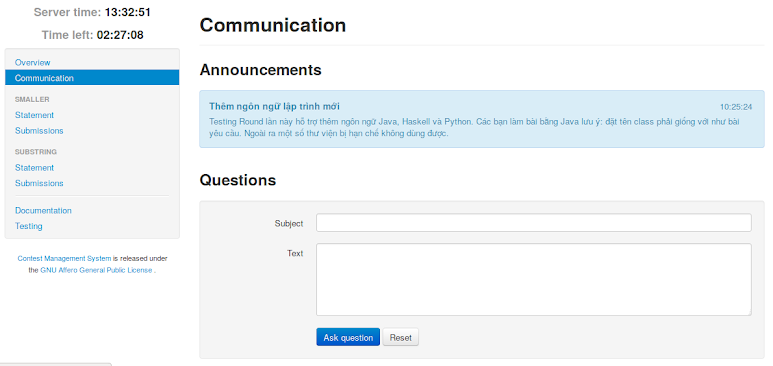 Server time: 13:32:51
Time left: 02:27:08
Overview
Communication
SMALLER
Statement
Submissions
SUBSTRING
Statement
Submissions
Documentation
Testing
Contest Management System is released under
the GNU Affero General Public License .
Communication
Announcements
Thêm ngôn ngữ lập trình mới 10:25:24
Testing Round lần này hỗ trợ thêm ngôn ngữ Java, Haskell và Python. Các bạn làm bài bằng Java lưu ý: đặt tên class phải giống với như bài
yêu cầu. Ngoài ra một số thư viện bị hạn chế không dùng được.
Questions
Subject
Text
Ask question Reset